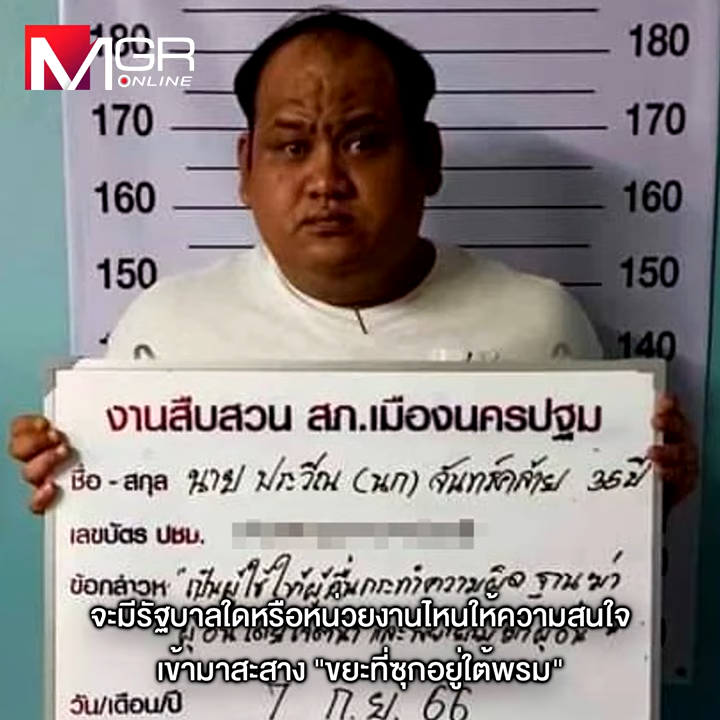 MGR
ONLINE
180 180
170 170
160 160
150 150
140
งานสืบสวน สภ.เมืองนครปฐม
ชื่อ - สกุล นาย ประวีณ (นก) จันทร์คล้าย 35 ปี
เลขบัตร ปชช.
ข้อกล่าวห "เป็นผู้ใช้ให้ผู้อื่นกระทำความผิด ฐาน ฆ่า
จะมีรัฐบาลใดหรือหน่วยงานไหนให้ความสนใจ
เข้ามาสะสาง "ขยะที่ซุกอยู่ใต้พรม"
วัน/เดือน/ปี 7 ก.ย. 66